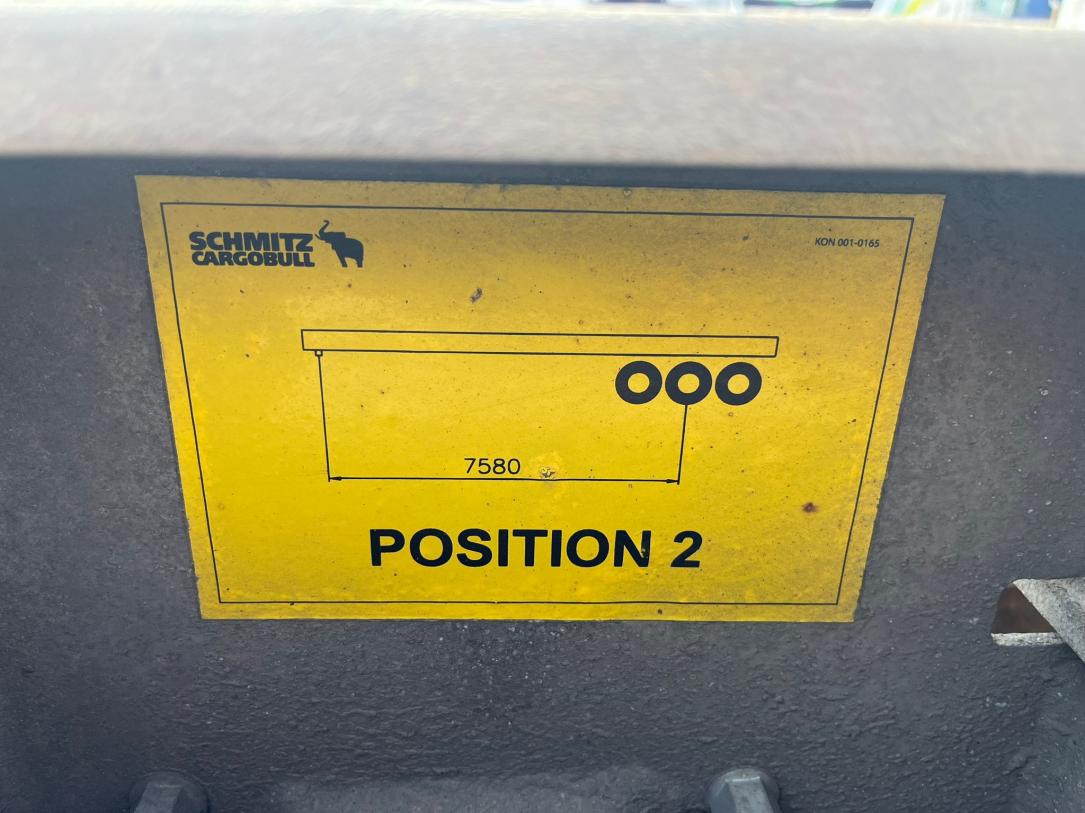 SCHMITZ
CARGOBULL
KON 001-0165
7580
POSITION 2